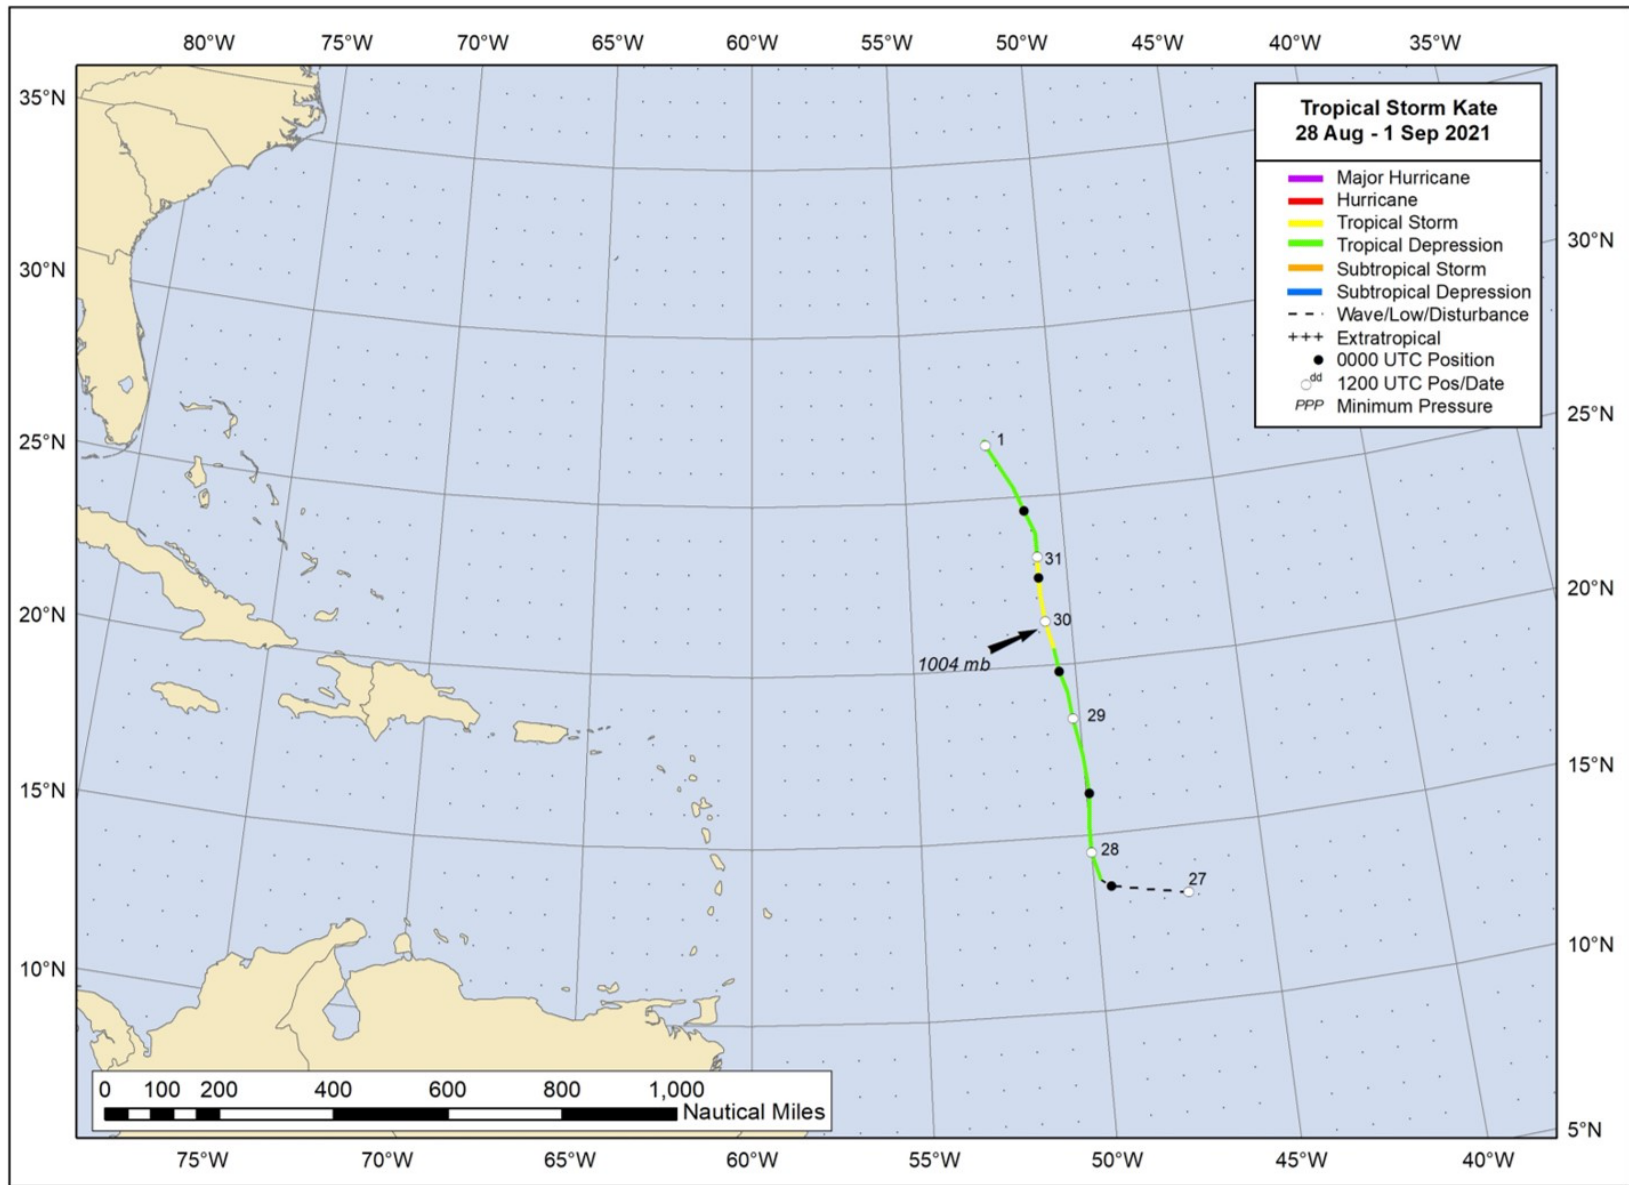 80°W 75°W 70°W 65°W 60°W 55°W 50°W 45°W 40°W 35°W
35°N
30°N
25°N
20°N
15°N
10°N
Tropical Storm Kate
28 Aug - 1 Sep 2021
Major Hurricane
Hurricane
Tropical Storm
Tropical Depression
Subtropical Storm
Subtropical Depression
Wave/Low/Disturbance
+++ Extratropical
0000 UTC Position
dd 1200 UTC Pos/Date
PPP Minimum Pressure
30°N
25°N
20°N
15°N
10°N
5°N
1
31
30
1004 mb
29
28
27
0 100 200 400 600 800 1,000
Nautical Miles
75°W 70°W 65°W 60°W 55°W 50°W 45°W 40°W